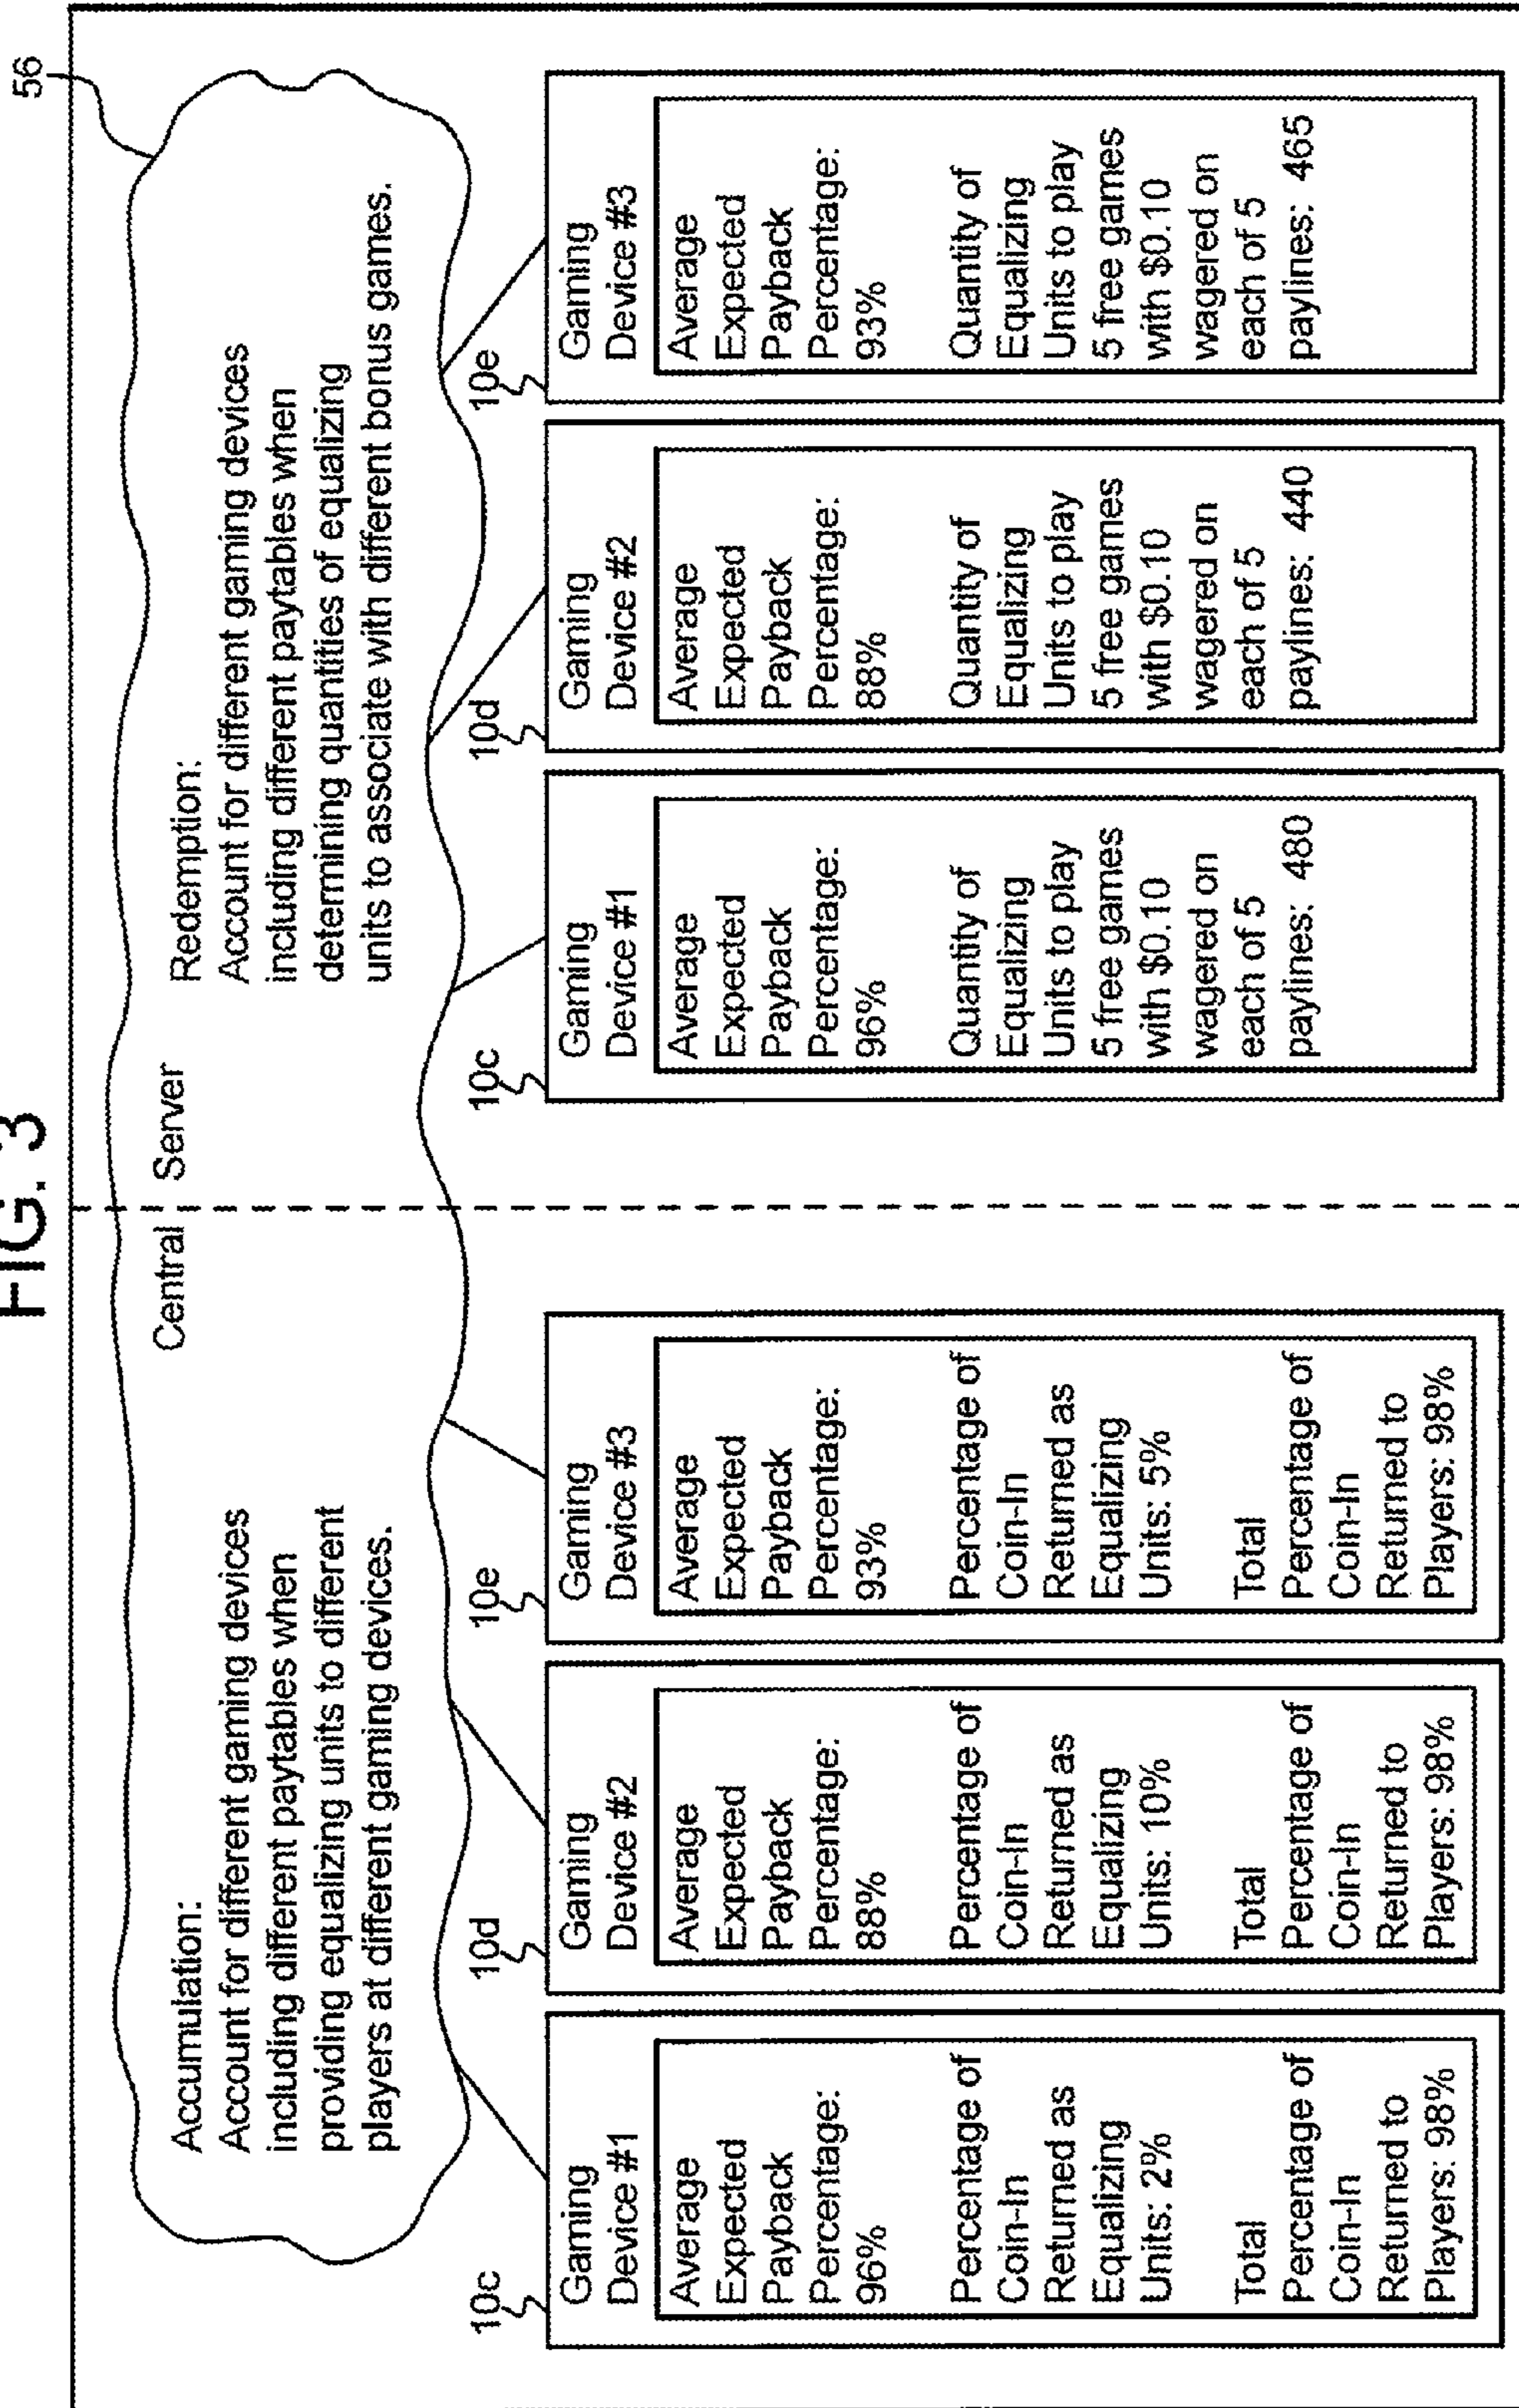 FIG. 3
56
Central Server
Accumulation:
Account for different gaming devices
including different paytables when
providing equalizing units to different
players at different gaming devices.
Redemption:
Account for different gaming devices
including different paytables when
determining quantities of equalizing
units to associate with different bonus games.
10c
Gaming
Device #1
Average
Expected
Payback
Percentage:
96%
Percentage of
Coin-In
Returned as
Equalizing
Units: 2%
Total
Percentage of
Coin-In
Returned to
Players: 98%
10d
Gaming
Device #2
Average
Expected
Payback
Percentage:
88%
Percentage of
Coin-In
Returned as
Equalizing
Units: 10%
Total
Percentage of
Coin-In
Returned to
Players: 98%
10e
Gaming
Device #3
Average
Expected
Payback
Percentage:
93%
Percentage of
Coin-In
Returned as
Equalizing
Units: 5%
Total
Percentage of
Coin-In
Returned to
Players: 98%
10c
Gaming
Device #1
Average
Expected
Payback
Percentage:
96%
Quantity of
Equalizing
Units to play
5 free games
with $0.10
wagered on
each of 5
paylines: 480
10d
Gaming
Device #2
Average
Expected
Payback
Percentage:
88%
Quantity of
Equalizing
Units to play
5 free games
with $0.10
wagered on
each of 5
paylines: 440
10e
Gaming
Device #3
Average
Expected
Payback
Percentage:
93%
Quantity of
Equalizing
Units to play
5 free games
with $0.10
wagered on
each of 5
paylines: 465